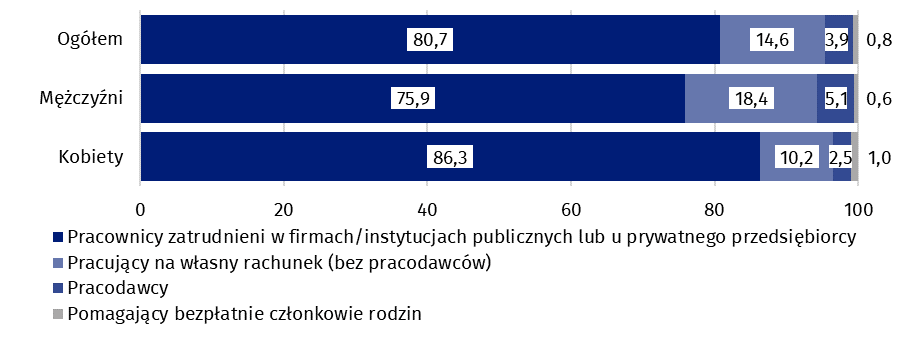 Ogółem 80,7 14,6 3,9 0,8
Mężczyźni 75,9 18,4 5,1 0,6
Kobiety 86,3 10,2 2,5 1,0
0 20 40 60 80 100
Pracownicy zatrudnieni w firmach/instytucjach publicznych lub u prywatnego przedsiębiorcy
Pracujący na własny rachunek (bez pracodawców)
Pracodawcy
Pomagający bezpłatnie członkowie rodzin